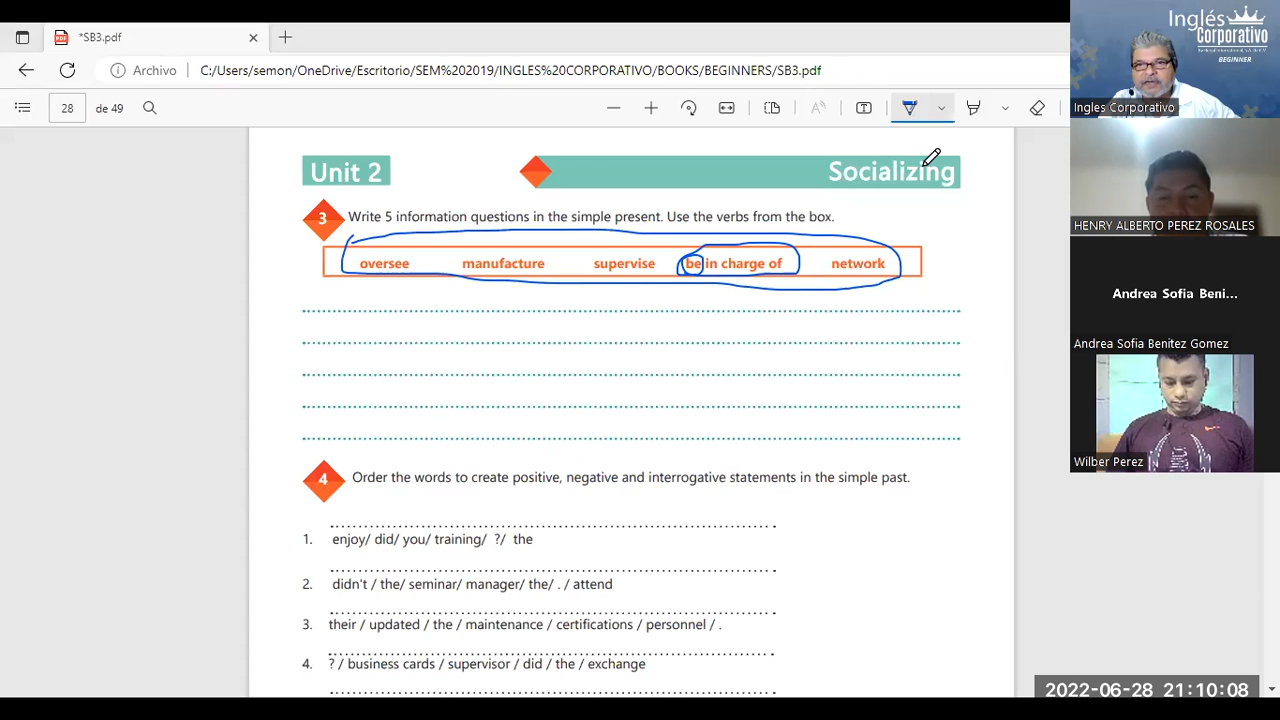 *SB3.pdf
Archivo
C:/Users/semon/OneDrive/Escritorio/SEMON2019/INGLES%20CORPORATIVO/BOOKS/BEGINNERS/SB3.pdf
28 de 49
Unit 2
Socializing
3 Write 5 information questions in the simple present. Use the verbs from the box.
oversee manufacture supervise be in charge of network
4 Order the words to create positive, negative and interrogative statements in the simple past.
1. enjoy/ did/ you/ training/ ?/ the
2. didn't / the/ seminar/ manager/ the/ . / attend
3. their / updated / the / maintenance / certifications / personnel / .
4. ? / business cards / supervisor / did / the / exchange
Inglés
Corporativo
BEGINNER
Ingles Corporativo
HENRY ALBERTO PEREZ ROSALES
Andrea Sofia Beni...
Andrea Sofia Benitez Gomez
Wilber Perez
2022-06-28 21:10:08